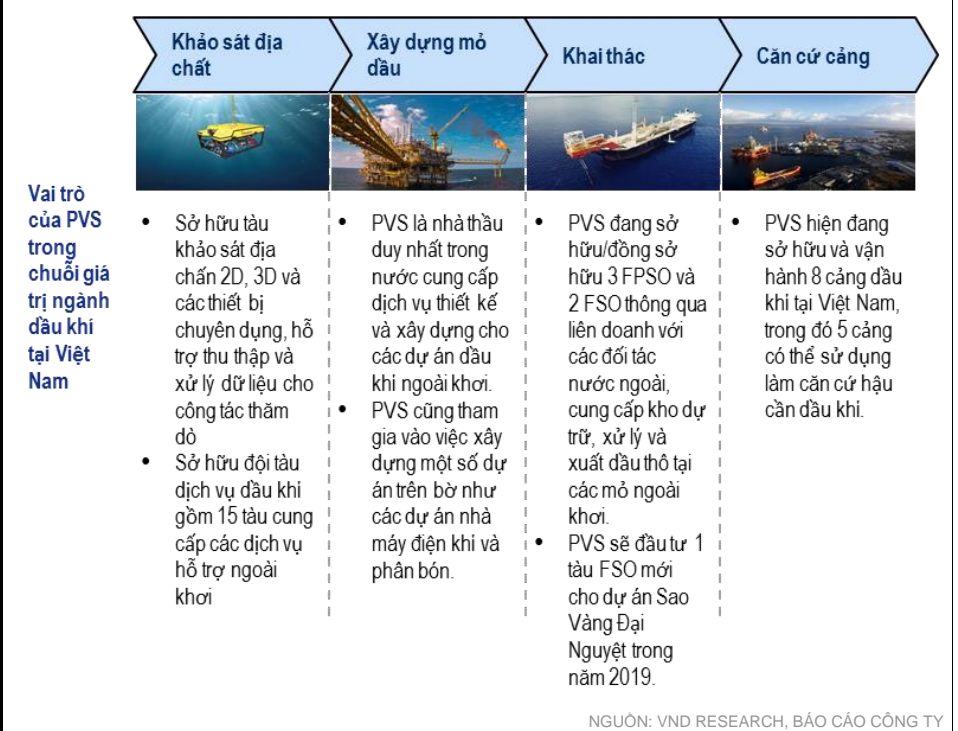 Khảo sát địa
chất
Xây dựng mỏ
dầu
Khai thác
Căn cứ cảng
Vai trò
của PVS
trong
chuỗi giá
trị ngành
dầu khí
tại Việt
Nam
• Sở hữu tàu
khảo sát địa
chấn 2D, 3D và
các thiết bị
chuyên dụng, hỗ
trợ thu thập và
xử lý dữ liệu cho
công tác thăm
dò
• Sở hữu đội tàu
dịch vụ dầu khí
gồm 15 tàu cung
cấp các dịch vụ
hỗ trợ ngoài
khơi
• PVS là nhà thầu
duy nhất trong
nước cung cấp
dịch vụ thiết kế
và xây dựng cho
các dự án dầu
khí ngoài khơi.
• PVS cũng tham
gia vào việc xây
dựng một số dự
án trên bờ như
các dự án nhà
máy điện khí và
phân bón.
• PVS đang sở
hữu/đồng sở
hữu 3 FPSO và
2 FSO thông qua
liên doanh với
các đối tác
nước ngoài,
cung cấp kho dự
trữ, xử lý và
xuất dầu thô tại
các mỏ ngoài
khơi.
• PVS sẽ đầu tư 1
tàu FSO mới
cho dự án Sao
Vàng Đại
Nguyệt trong
năm 2019.
• PVS hiện đang
sở hữu và vận
hành 8 cảng dầu
khí tại Việt Nam,
trong đó 5 cảng
có thể sử dụng
làm căn cứ hậu
cần dầu khí.
NGUỒN: VND RESEARCH, BÁO CÁO CÔNG TY